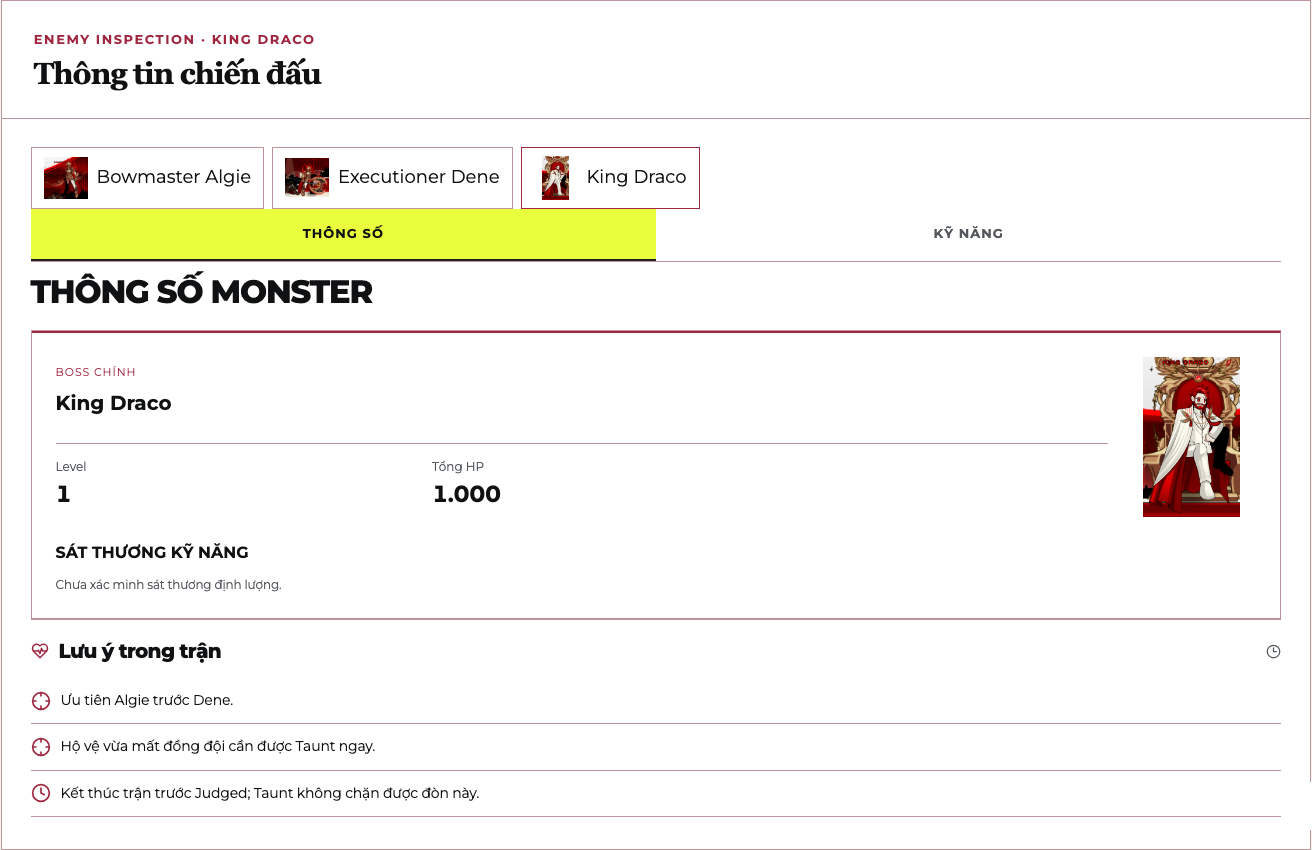 ENEMY INSPECTION · KING DRACO
Thông tin chiến đấu
Bowmaster Algie
Executioner Dene
King Draco
THÔNG SỐ
KỸ NĂNG
THÔNG SỐ MONSTER
BOSS CHÍNH
King Draco
Level
Tổng HP
1
1.000
SÁT THƯƠNG KỸ NĂNG
Chưa xác minh sát thương định lượng.
Lưu ý trong trận
Ưu tiên Algie trước Dene.
Hộ vệ vừa mất đồng đội cần được Taunt ngay.
Kết thúc trận trước Judged; Taunt không chặn được đòn này.